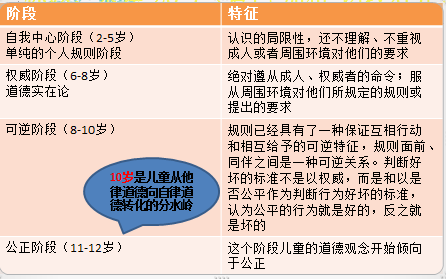 阶段
特征
自我中心阶段（2-5岁）
单纯的个人规则阶段
认识的局限性，还不理解、不重视
成人或者周围环境对他们的要求
权威阶段（6-8岁）
道德实在论
绝对遵从成人、权威者的命令；服
从周围环境对他们所规定的规则或
提出的要求
可逆阶段（8-10岁）
规则已经具有了一种保证互相行动
和相互给予的可逆特征，规则面前、
同伴之间是一种可逆关系。判断好
坏的标准不是以权威，而是和以是
否公平作为判断行为好坏的标准，
认为公平的行为就是好的，反之就
是坏的
10岁是儿童从他
律道德向自律道
德转化的分水岭
公正阶段（11-12岁）
这个阶段儿童的道德观念开始倾向
于公正